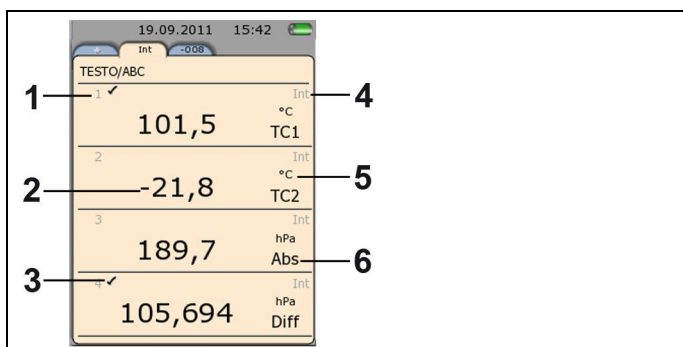 19.09.2011 15:42
+ Int -008
TESTO/ABC
1 ✔ Int
1 4
101,5 °C TC1
2 Int
2 -21,8 °C TC2 5
3 Int
189,7 hPa Abs 6
3 4 ✔ Int
105,694 hPa Diff